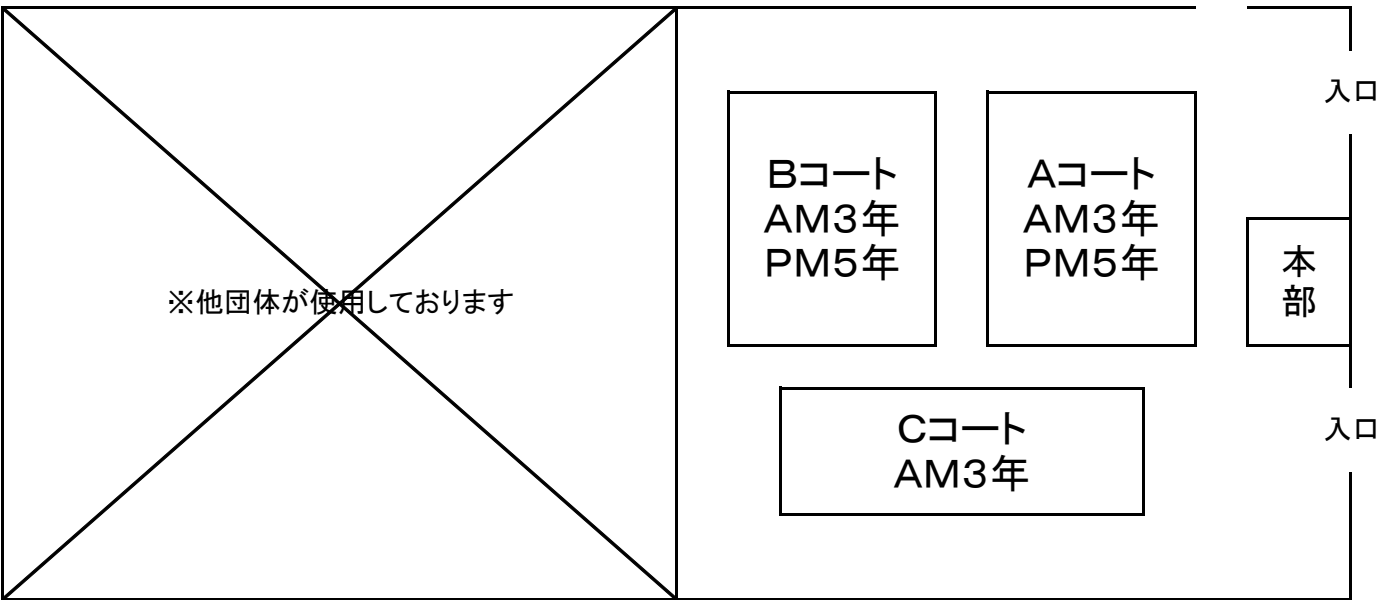 入口
Bコート
AM3年
PM5年
Aコート
AM3年
PM5年
本
部
※他団体が使用しております
Cコート
AM3年
入口